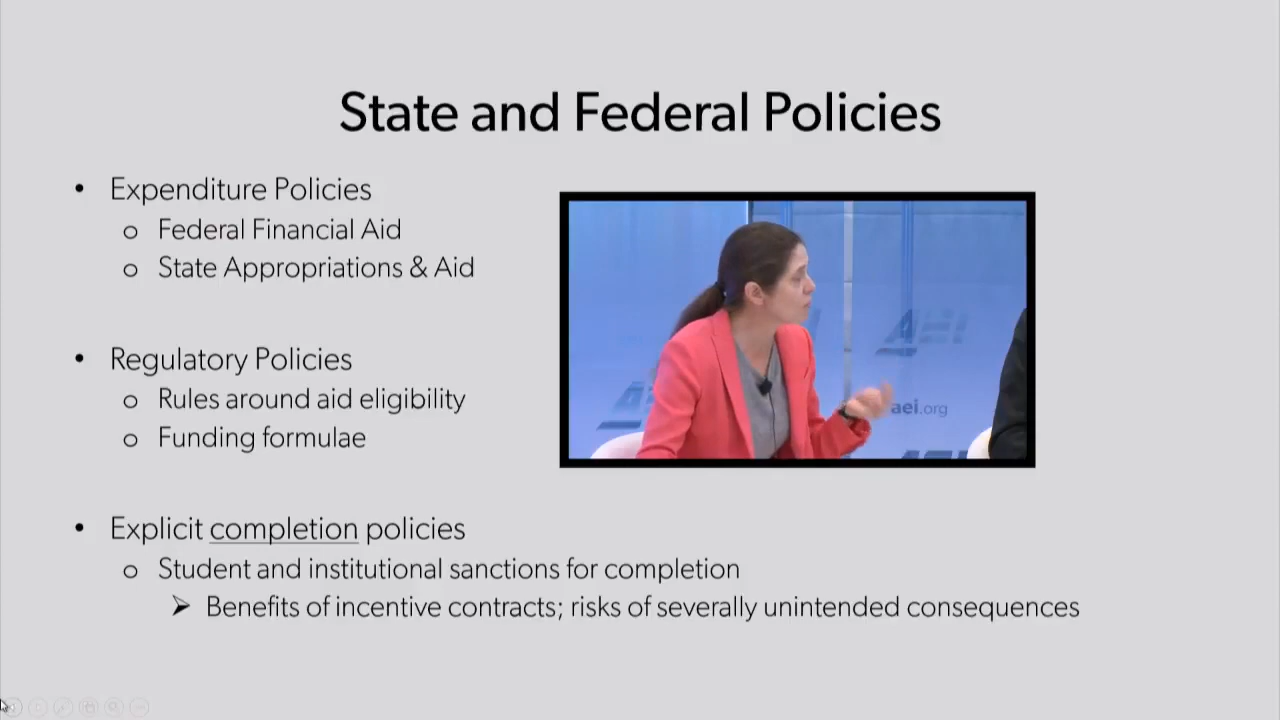 State and Federal Policies
• Expenditure Policies
o Federal Financial Aid
o State Appropriations & Aid
• Regulatory Policies
o Rules around aid eligibility
o Funding formulae
• Explicit completion policies
o Student and institutional sanctions for completion
➢ Benefits of incentive contracts; risks of severally unintended consequences
AEI
aei.org